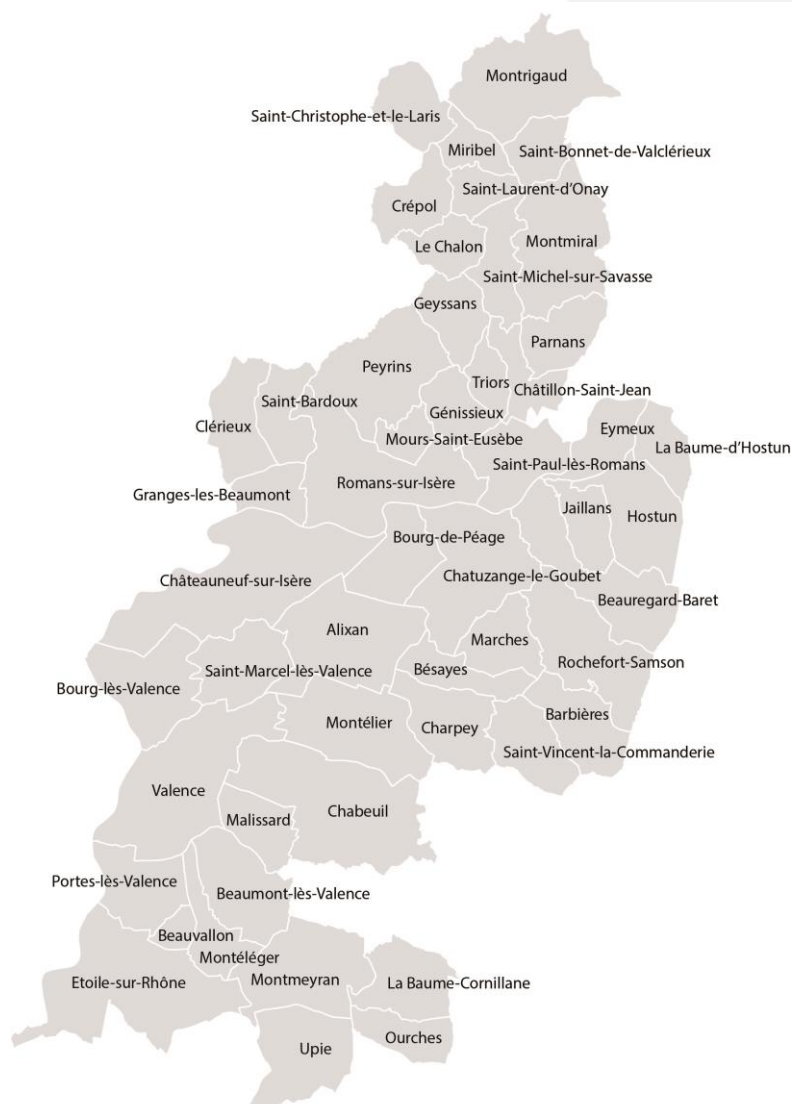 Montrigaud
Saint-Christophe-et-le-Laris
Miribel
Saint-Bonnet-de-Valclérieux
Saint-Laurent-d’Onay
Crépol
Le Chalon
Montmiral
Saint-Michel-sur-Savasse
Geyssans
Parnans
Peyrins
Triors
Châtillon-Saint-Jean
Saint-Bardoux
Génissieux
Clérieux
Mours-Saint-Eusèbe
Eymeux
La Baume-d’Hostun
Saint-Paul-lès-Romans
Romans-sur-Isère
Granges-les-Beaumont
Jaillans
Hostun
Bourg-de-Péage
Châteauneuf-sur-Isère
Chatuzange-le-Goubet
Beauregard-Baret
Alixan
Marches
Rochefort-Samson
Saint-Marcel-lès-Valence
Bésayes
Bourg-lès-Valence
Montélier
Charpey
Barbières
Saint-Vincent-la-Commanderie
Valence
Malissard
Chabeuil
Portes-lès-Valence
Beaumont-lès-Valence
Beauvallon
Montéléger
Etoile-sur-Rhône
Montmeyran
La Baume-Cornillane
Ourches
Upie